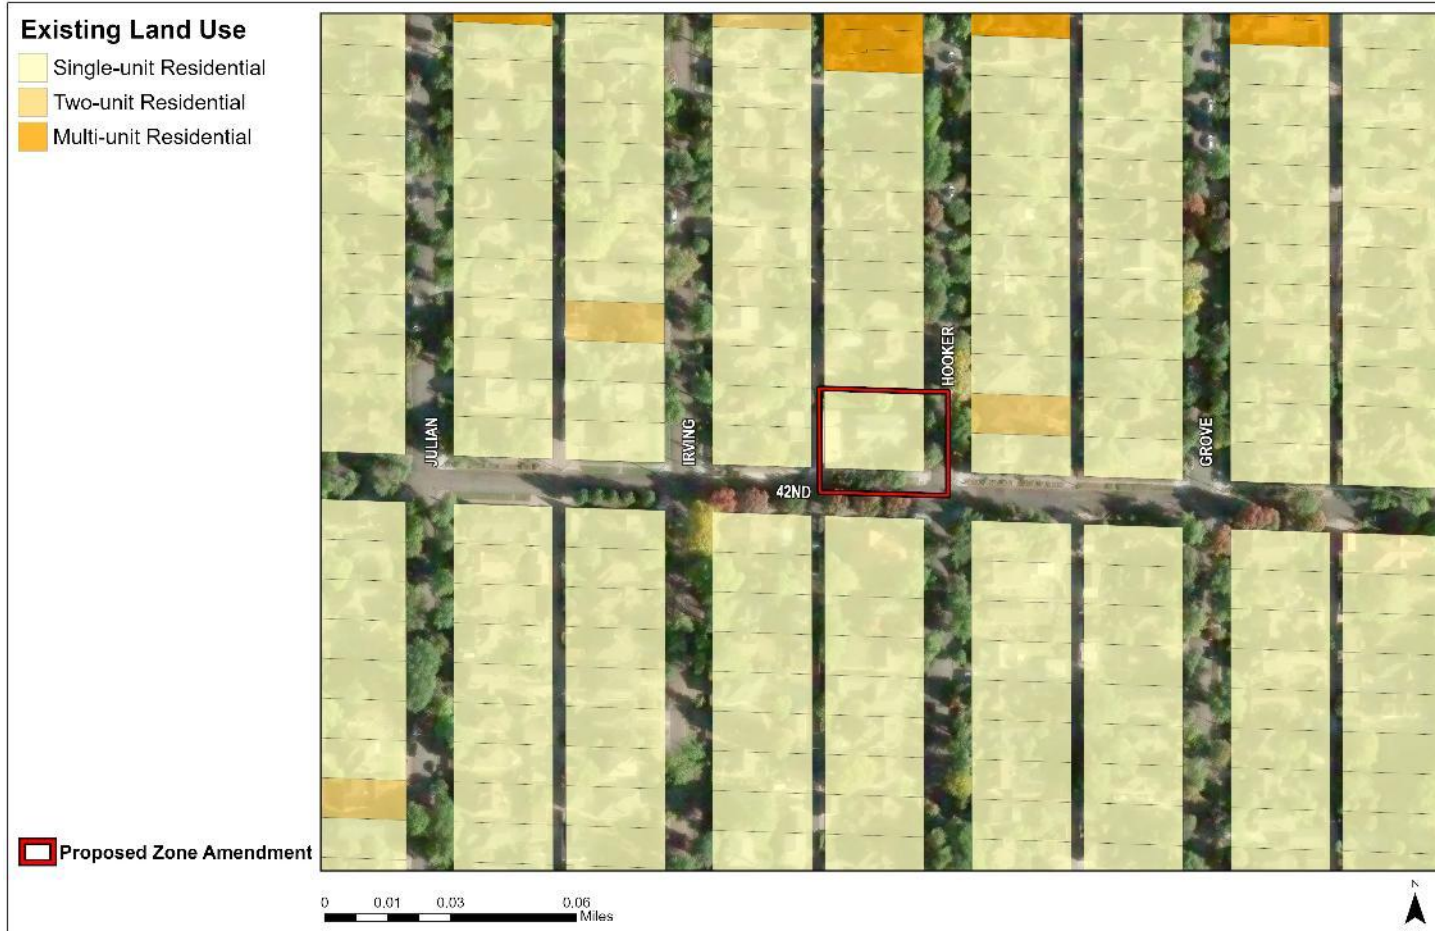 Existing Land Use
Single-unit Residential
Two-unit Residential
Multi-unit Residential
HOOKER
JULIAN
IRVING
GROVE
42ND
Proposed Zone Amendment
0 0.01 0.03 0.06
Miles
N